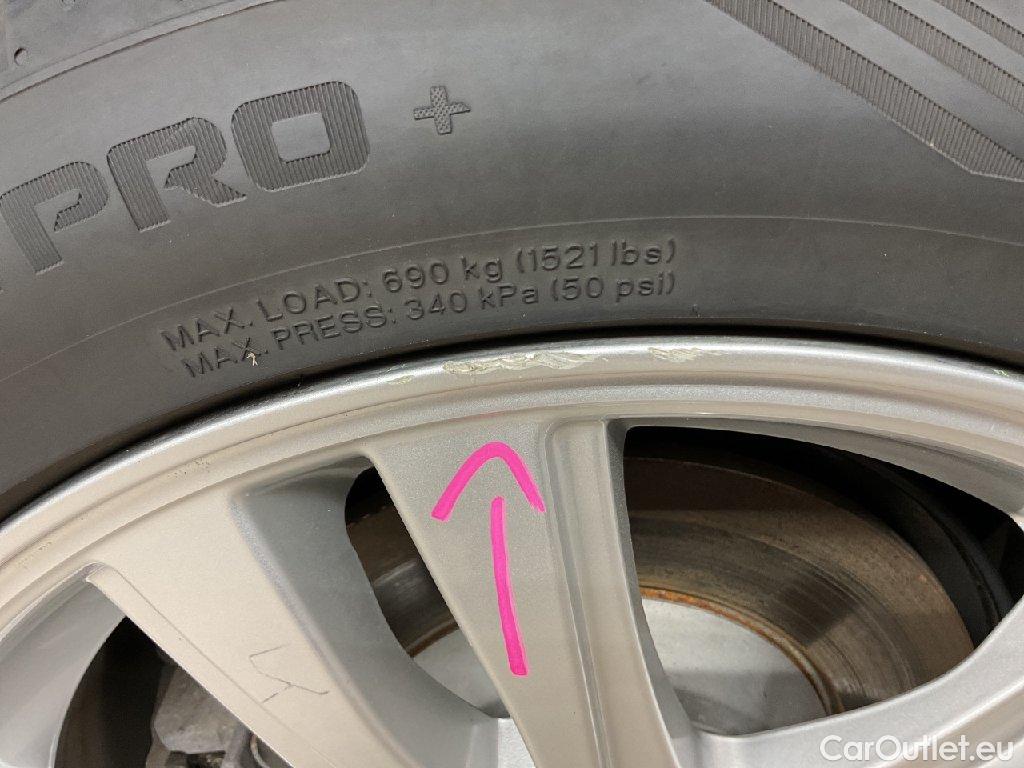 PRO +
MAX. LOAD: 690 kg (1521 lbs)
MAX. PRESS: 340 kPa (50 psi)
CarOutlet.eu